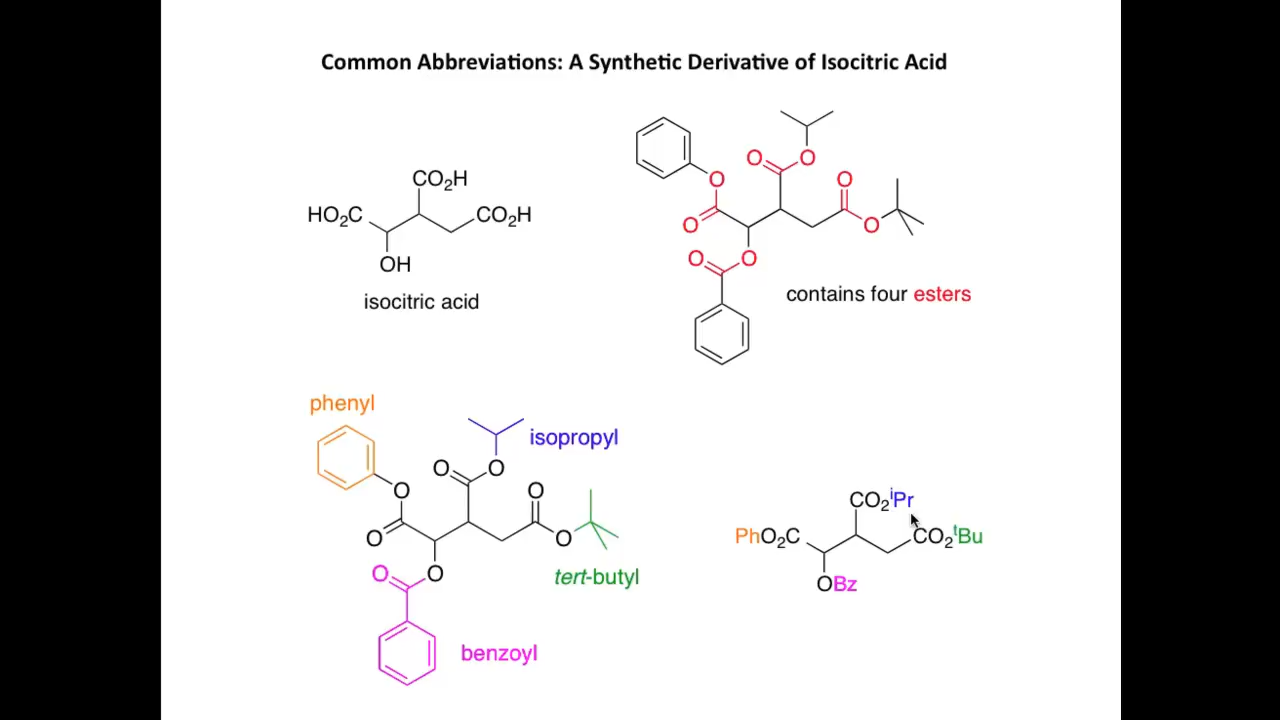 Common Abbreviations: A Synthetic Derivative of Isocitric Acid
CO₂H
HO₂C
CO₂H
OH
isocitric acid
O
O
O
O
O
O
O
O
contains four esters
phenyl
isopropyl
O
O
O
O
O
O
O
O
tert-butyl
benzoyl
CO₂ⁱPr
PhO₂C
CO₂ᵗBu
OBz